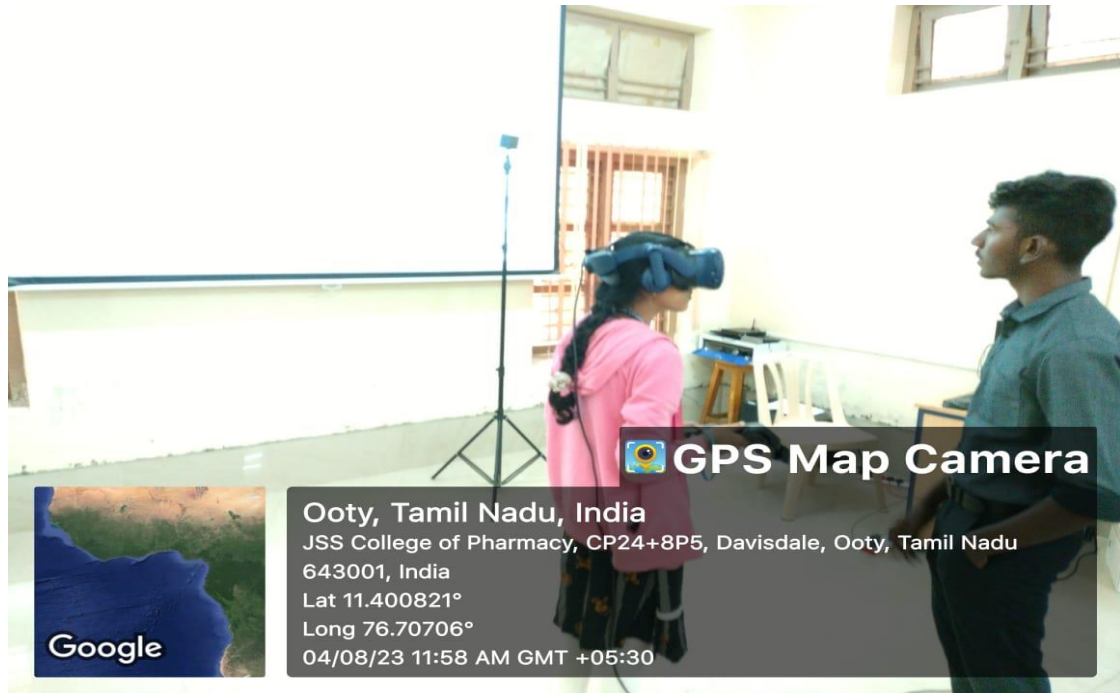 GPS Map Camera
Ooty, Tamil Nadu, India
JSS College of Pharmacy, CP24+8P5, Davisdale, Ooty, Tamil Nadu
643001, India
Lat 11.400821°
Long 76.70706°
04/08/23 11:58 AM GMT +05:30
Google